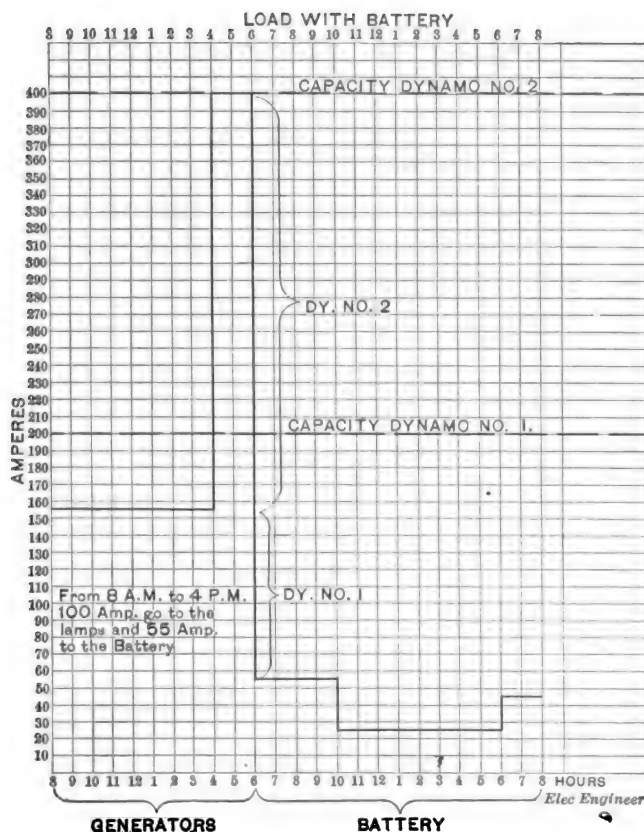 LOAD WITH BATTERY
8 9 10 11 12 1 2 3 4 5 6 7 8 9 10 11 12 1 2 3 4 5 6 7 8
CAPACITY DYNAMO NO. 2
400
390
380
370
360
350
340
330
320
310
300
290
280
270
260
250
240
230
220
210
200
190
180
170
160
150
140
130
120
110
100
90
80
70
60
50
40
30
20
10
AMPERES
DY. NO. 2
CAPACITY DYNAMO NO. 1.
DY. NO. 1
From 8 A.M. to 4 P.M.
100 Amp. go to the
lamps and 55 Amp.
to the Battery
8 9 10 11 12 1 2 3 4 5 6 7 8 9 10 11 12 1 2 3 4 5 6 7 8 HOURS
Elec Engineer
GENERATORS BATTERY